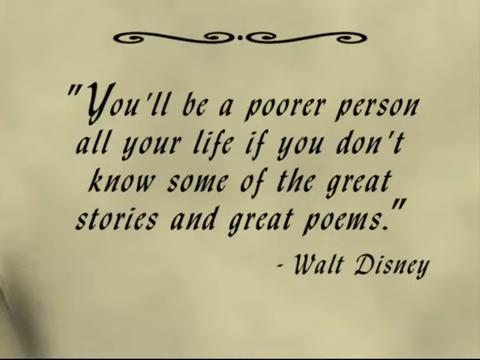 "You'll be a poorer person
all your life if you don't
know some of the great
stories and great poems."
- Walt Disney